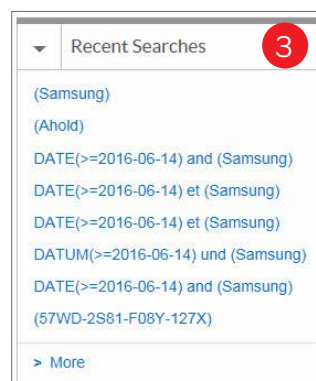 Recent Searches
3
(Samsung)
(Ahold)
DATE(>=2016-06-14) and (Samsung)
DATE(>=2016-06-14) et (Samsung)
DATE(>=2016-06-14) et (Samsung)
DATUM(>=2016-06-14) und (Samsung)
DATE(>=2016-06-14) and (Samsung)
(57WD-2S81-F08Y-127X)
> More